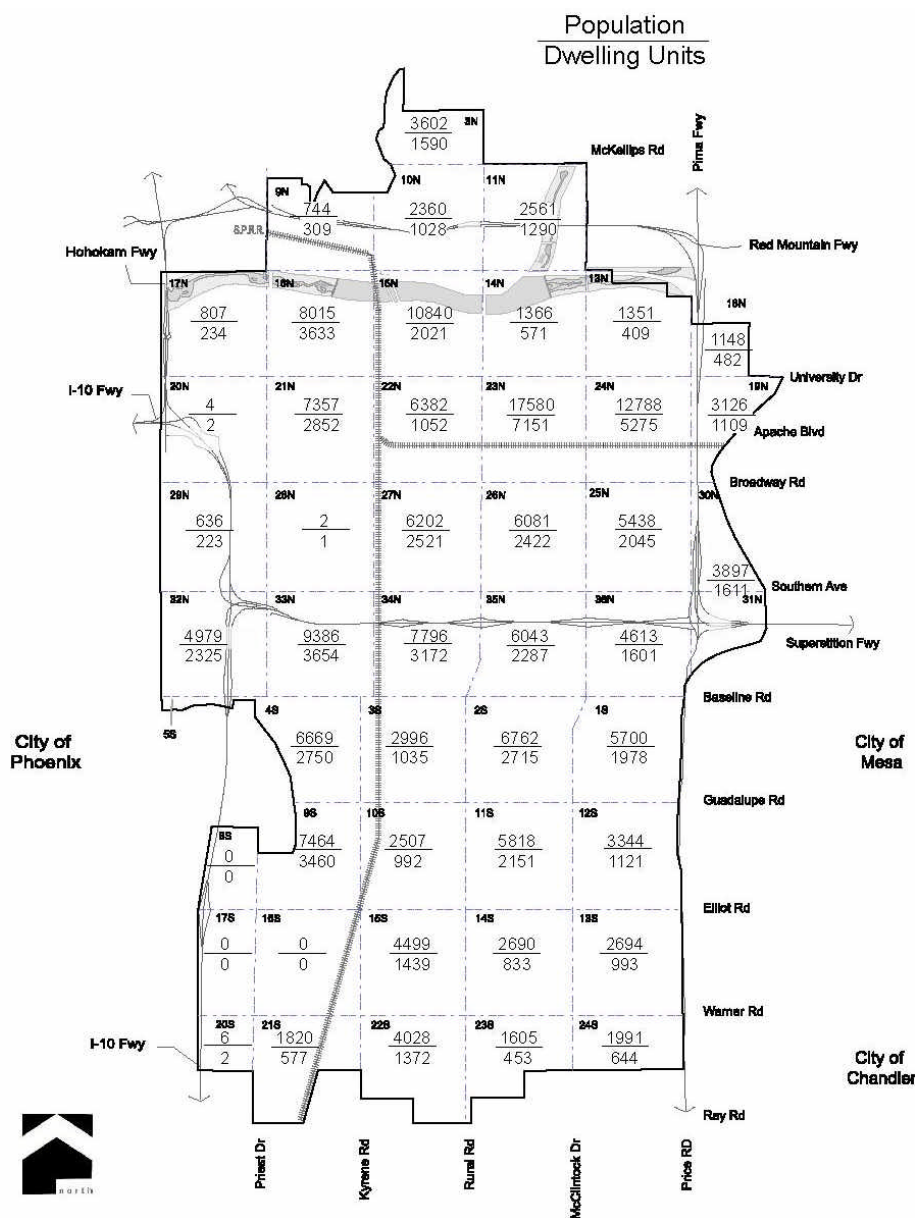 Population
Dwelling Units
3602 3N
1590
McKellips Rd
Pima Fwy
10N 11N
9N
744 2360 2561
309 1028 1290
S.P.R.R.
Red Mountain Fwy
Hohokam Fwy
17N 16N 15N 14N 13N
18N
807 8015 10840 1366 1351
234 3633 2021 571 409
1148
482
University Dr
I-10 Fwy
20N 21N 22N 23N 24N 19N
4 7357 6382 17580 12788 3126
2 2852 1052 7151 5275 1109
Apache Blvd
Broadway Rd
29N 28N 27N 26N 25N 30N
636 2 6202 6081 5438
223 1 2521 2422 2045
3897
1611
Southern Ave
32N 33N 34N 35N 36N 31N
4979 9386 7796 6043 4613
2325 3654 3172 2287 1601
Superstition Fwy
Baseline Rd
5S 4S 3S 2S 1S
City of
Phoenix
6669 2996 6762 5700
2750 1035 2715 1978
City of
Mesa
Guadalupe Rd
9S 10S 11S 12S
8S
0 7464 2507 5818 3344
0 3460 992 2151 1121
Elliot Rd
17S 16S 15S 14S 13S
0 0 4499 2690 2694
0 0 1439 833 993
Warner Rd
20S 21S 22S 23S 24S
6 1820 4028 1605 1991
2 577 1372 453 644
I-10 Fwy
City of
Chandler
Ray Rd
north
Priest Dr
Kyrene Rd
Rural Rd
McClintock Dr
Price RD